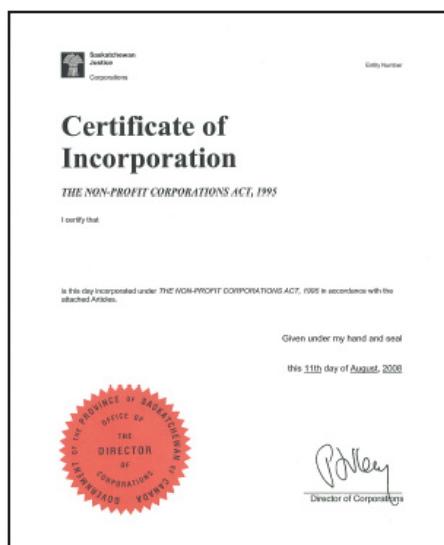 Saskatchewan
Justice
Corporations
Entity Number
Certificate of
Incorporation
THE NON-PROFIT CORPORATIONS ACT, 1995
I certify that
is this day incorporated under THE NON-PROFIT CORPORATIONS ACT, 1995 in accordance with the
attached Articles.
Given under my hand and seal
this 11th day of August, 2008
GOVERNMENT OF THE PROVINCE OF SASKATCHEWAN OF CANADA
OFFICE OF
THE
DIRECTOR
OF
CORPORATIONS
Director of Corporations